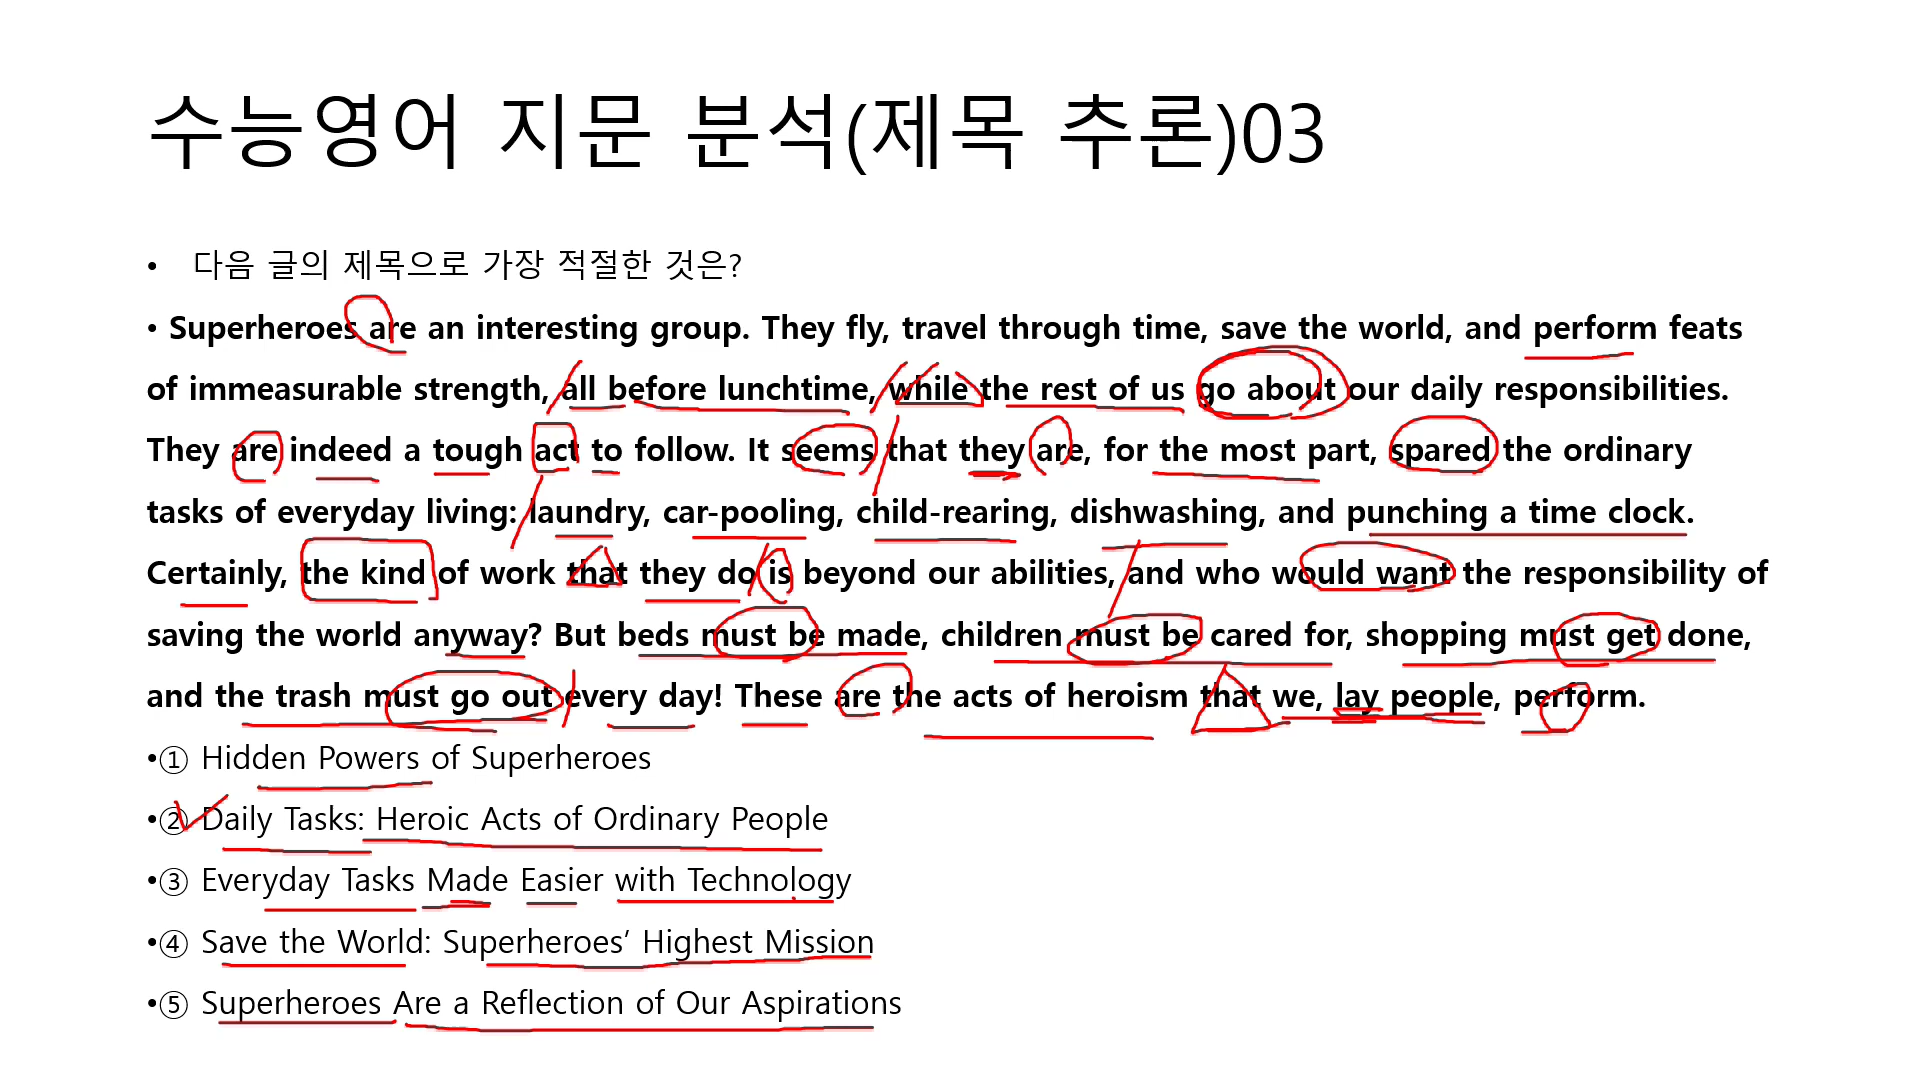 수능영어 지문 분석(제목 추론)03
• 다음 글의 제목으로 가장 적절한 것은?
• Superheroes are an interesting group. They fly, travel through time, save the world, and perform feats
of immeasurable strength, all before lunchtime, while the rest of us go about our daily responsibilities.
They are indeed a tough act to follow. It seems that they are, for the most part, spared the ordinary
tasks of everyday living: laundry, car-pooling, child-rearing, dishwashing, and punching a time clock.
Certainly, the kind of work that they do is beyond our abilities, and who would want the responsibility of
saving the world anyway? But beds must be made, children must be cared for, shopping must get done,
and the trash must go out every day! These are the acts of heroism that we, lay people, perform.
•① Hidden Powers of Superheroes
•② Daily Tasks: Heroic Acts of Ordinary People
•③ Everyday Tasks Made Easier with Technology
•④ Save the World: Superheroes’ Highest Mission
•⑤ Superheroes Are a Reflection of Our Aspirations